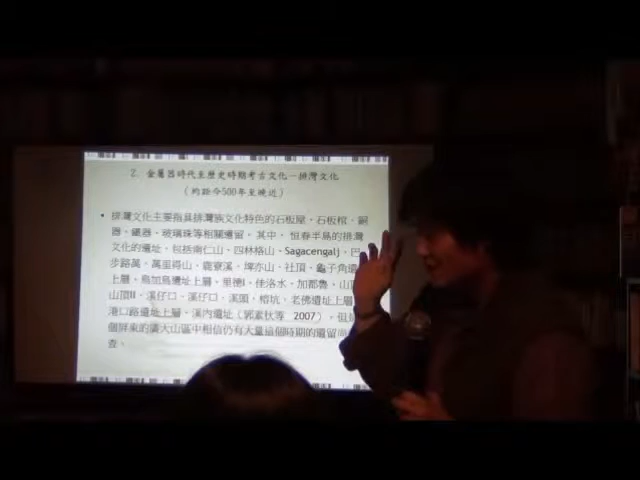 2. 金屬器時代至歷史時期考古文化—排灣文化
(約距今500年至晚近)
• 排灣文化主要指具排灣族文化特色的石板屋、石板棺、銅
器、鐵器、玻璃珠等相關遺留。其中, 恒春半島的排灣
文化的遺址, 包括南仁山、四林格山、Sagacengalj、巴
步路萬、萬里得山、鹿寮溪、埤亦山、社頂、龜子角遺
上層、烏加烏遺址上層、里德I、佳洛水、加都魯、山
山頂II、溪仔口、溪仔口、溪頭、榕坑、老佛遺址上層
港口路遺址上層、溪內遺址(郭素秋等 2007)。但
個屏東的廣大山區中相信仍有大量這個時期的遺留
查。